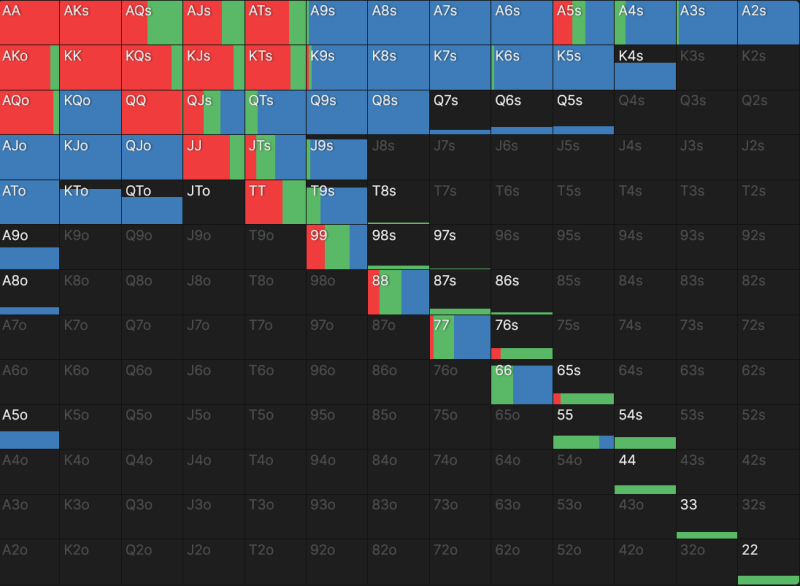 AA AKs AQs AJs ATs A9s A8s A7s A6s A5s A4s A3s A2s
AKo KK KQs KJs KTs K9s K8s K7s K6s K5s K4s K3s K2s
AQo KQo QQ QJs QTs Q9s Q8s Q7s Q6s Q5s Q4s Q3s Q2s
AJo KJo QJo JJ JTs J9s J8s J7s J6s J5s J4s J3s J2s
ATo KTo QTo JTo TT T9s T8s T7s T6s T5s T4s T3s T2s
A9o K9o Q9o J9o T9o 99 98s 97s 96s 95s 94s 93s 92s
A8o K8o Q8o J8o T8o 98o 88 87s 86s 85s 84s 83s 82s
A7o K7o Q7o J7o T7o 97o 87o 77 76s 75s 74s 73s 72s
A6o K6o Q6o J6o T6o 96o 86o 76o 66 65s 64s 63s 62s
A5o K5o Q5o J5o T5o 95o 85o 75o 65o 55 54s 53s 52s
A4o K4o Q4o J4o T4o 94o 84o 74o 64o 54o 44 43s 42s
A3o K3o Q3o J3o T3o 93o 83o 73o 63o 53o 43o 33 32s
A2o K2o Q2o J2o T2o 92o 82o 72o 62o 52o 42o 32o 22